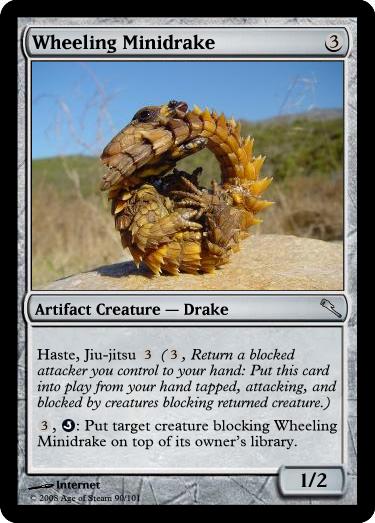 Wheeling Minidrake 3
Artifact Creature — Drake
Haste, Jiu-jitsu 3 (3, Return a blocked
attacker you control to your hand: Put this card
into play from your hand tapped, attacking, and
blocked by creatures blocking returned creature.)
3, : Put target creature blocking Wheeling
Minidrake on top of its owner's library.
1/2
Internet
© 2008 Age of Steam 90/101